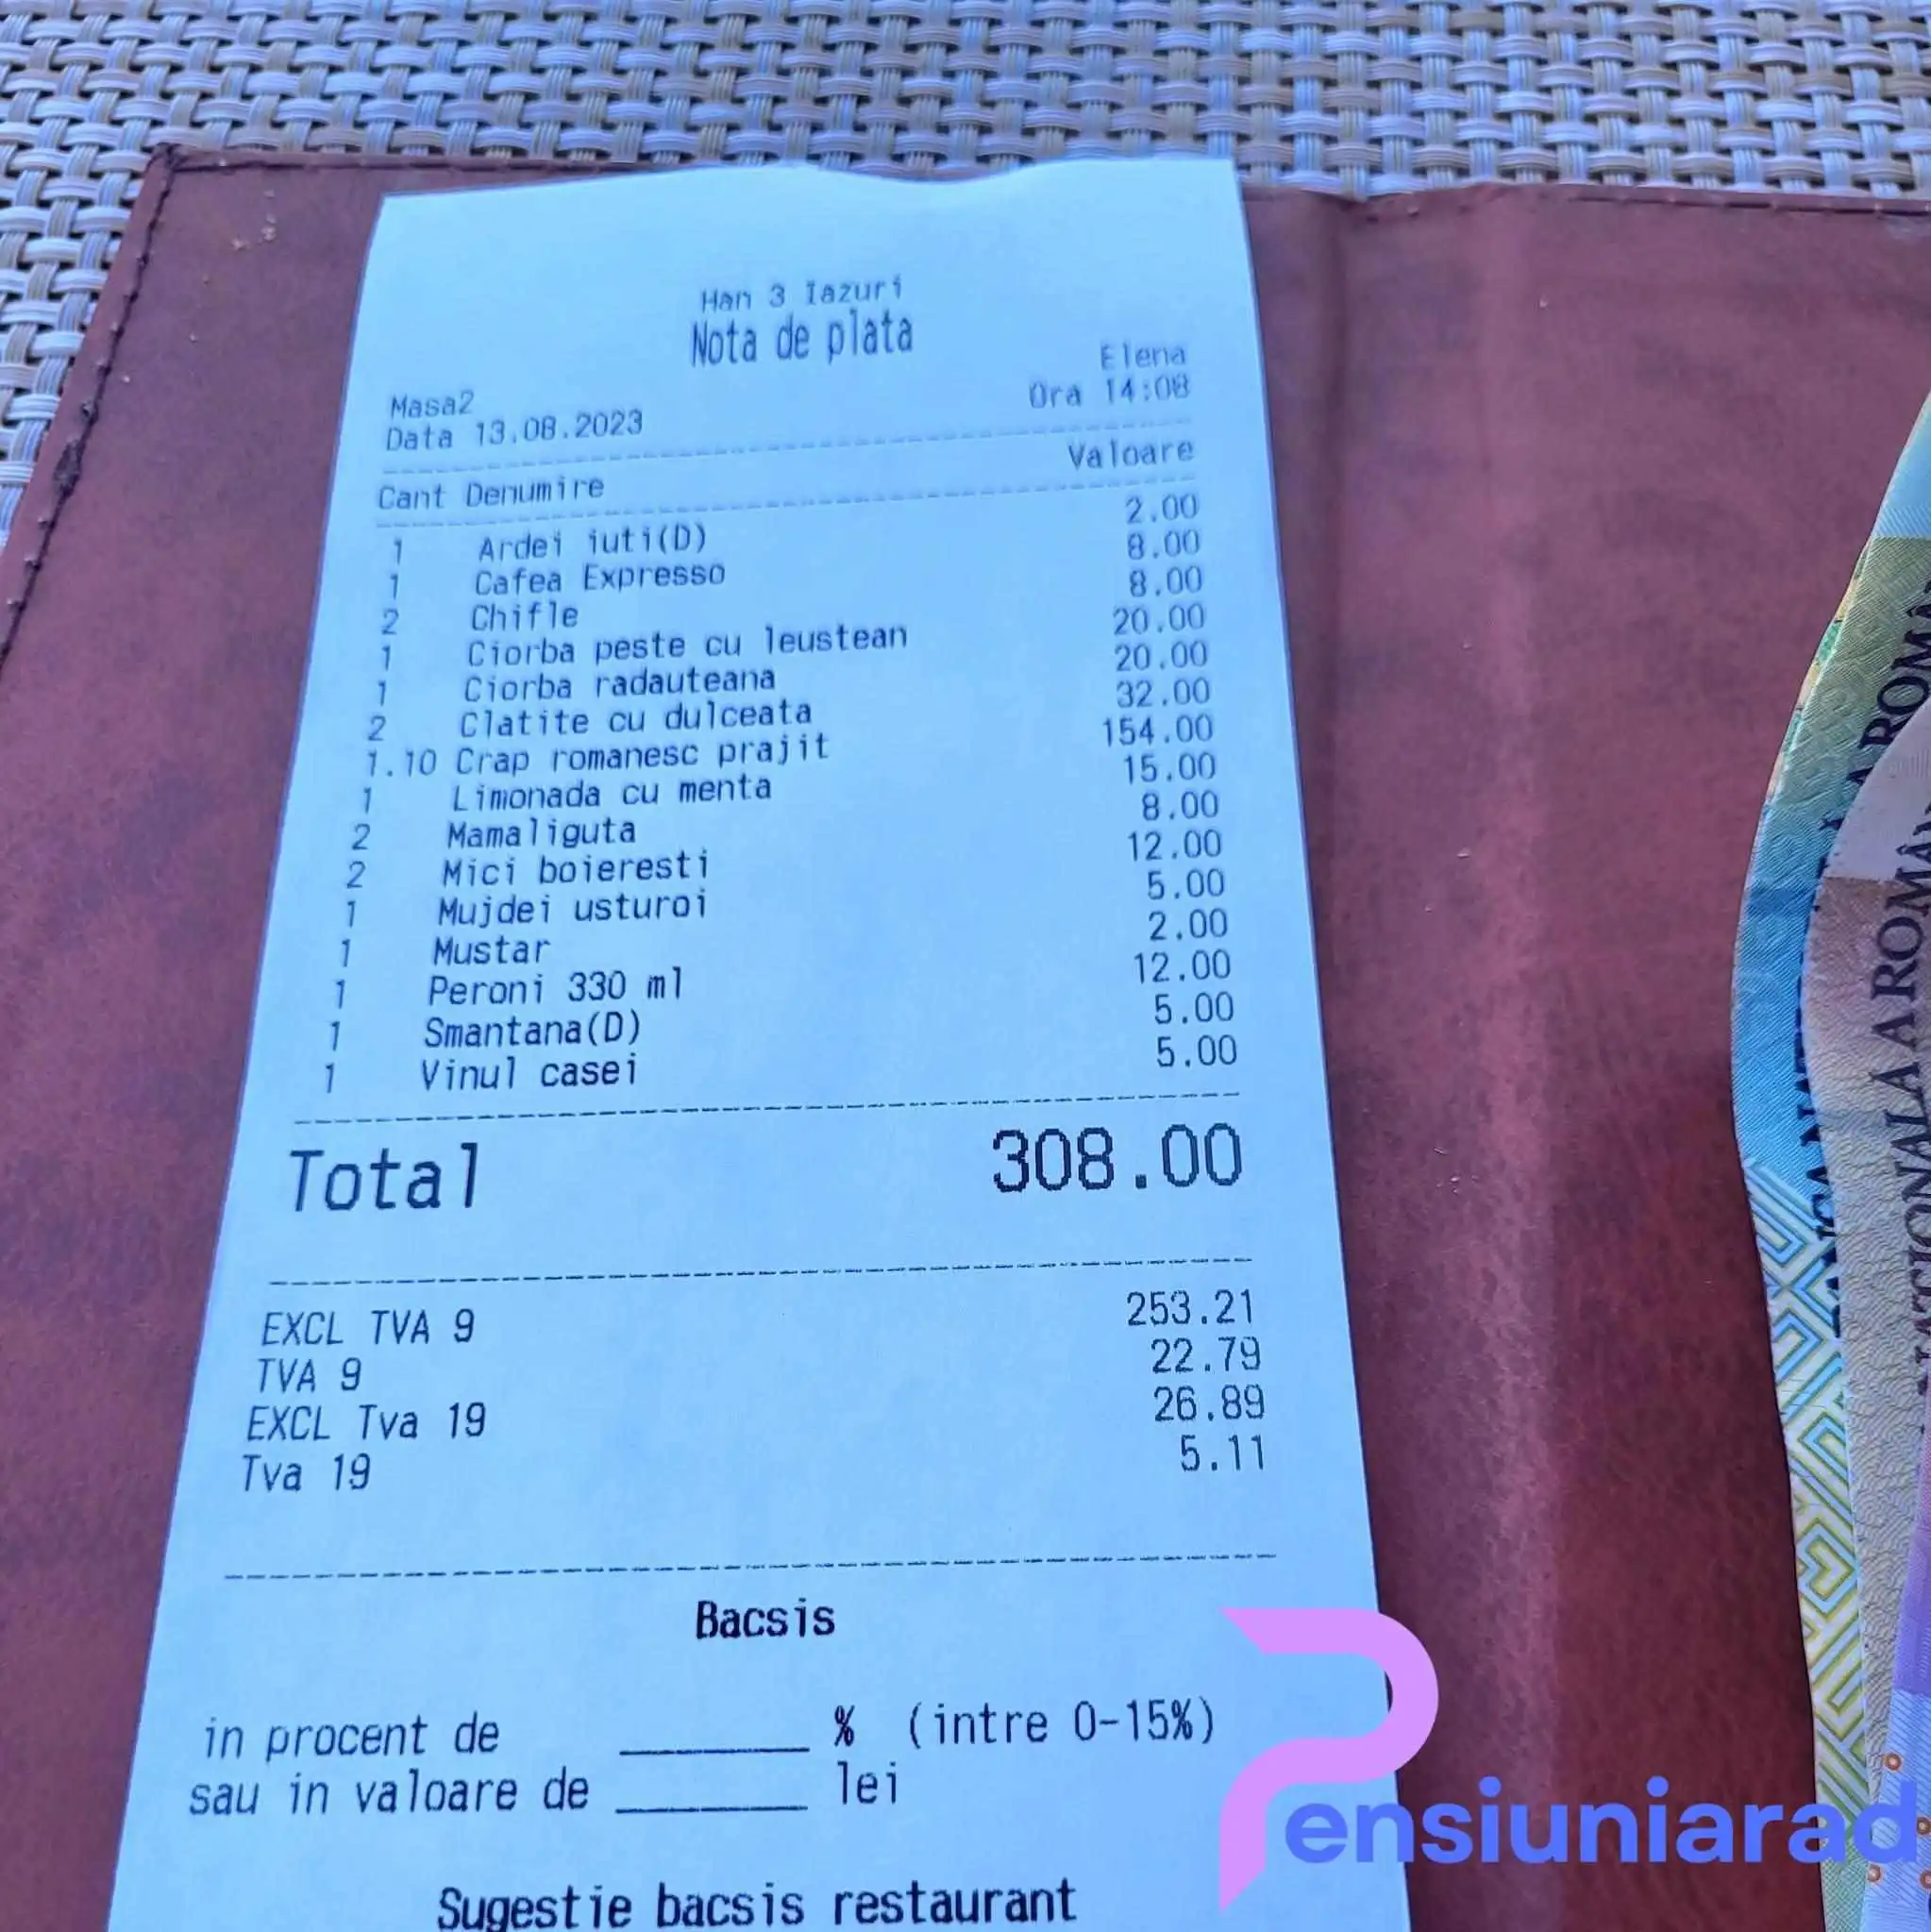 Han 3 Iazuri
Nota de plata
Elena
Masa2 Ora 14:08
Data 13.08.2023
Cant Denumire Valoare
1 Ardei iuti(D) 2.00
1 Cafea Expresso 8.00
2 Chifle 8.00
1 Ciorba peste cu leustean 20.00
1 Ciorba radauteana 20.00
2 Clatite cu dulceata 32.00
1.10 Crap romanesc prajit 154.00
1 Limonada cu menta 15.00
2 Mamaliguta 8.00
2 Mici boieresti 12.00
1 Mujdei usturoi 5.00
1 Mustar 2.00
1 Peroni 330 ml 12.00
1 Smantana(D) 5.00
1 Vinul casei 5.00
Total 308.00
EXCL TVA 9 253.21
TVA 9 22.79
EXCL Tva 19 26.89
Tva 19 5.11
Bacsis
in procent de ______ % (intre 0-15%)
sau in valoare de ______ lei
Sugestie bacsis restaurant
Pensiuniarad
A ROMÂ
NAȚIONALA A ROMÂN